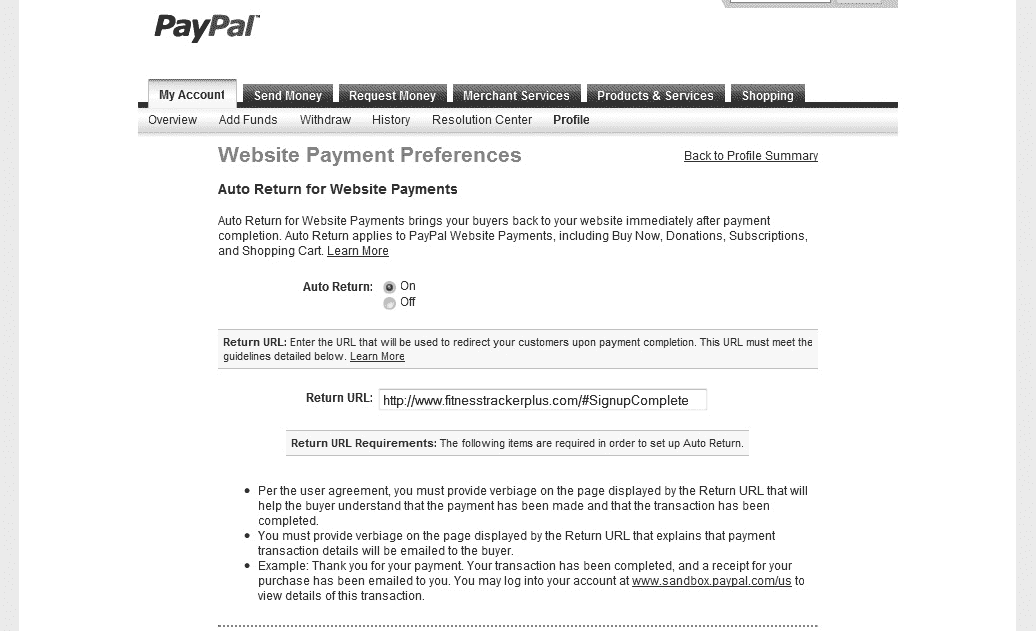 PayPal™
My Account Send Money Request Money Merchant Services Products & Services Shopping
Overview Add Funds Withdraw History Resolution Center Profile
Website Payment Preferences Back to Profile Summary
Auto Return for Website Payments
Auto Return for Website Payments brings your buyers back to your website immediately after payment
completion. Auto Return applies to PayPal Website Payments, including Buy Now, Donations, Subscriptions,
and Shopping Cart. Learn More
Auto Return: On
Off
Return URL: Enter the URL that will be used to redirect your customers upon payment completion. This URL must meet the
guidelines detailed below. Learn More
Return URL: http://www.fitnesstrackerplus.com/#SignupComplete
Return URL Requirements: The following items are required in order to set up Auto Return.
• Per the user agreement, you must provide verbiage on the page displayed by the Return URL that will
help the buyer understand that the payment has been made and that the transaction has been
completed.
• You must provide verbiage on the page displayed by the Return URL that explains that payment
transaction details will be emailed to the buyer.
• Example: Thank you for your payment. Your transaction has been completed, and a receipt for your
purchase has been emailed to you. You may log into your account at www.sandbox.paypal.com/us to
view details of this transaction.